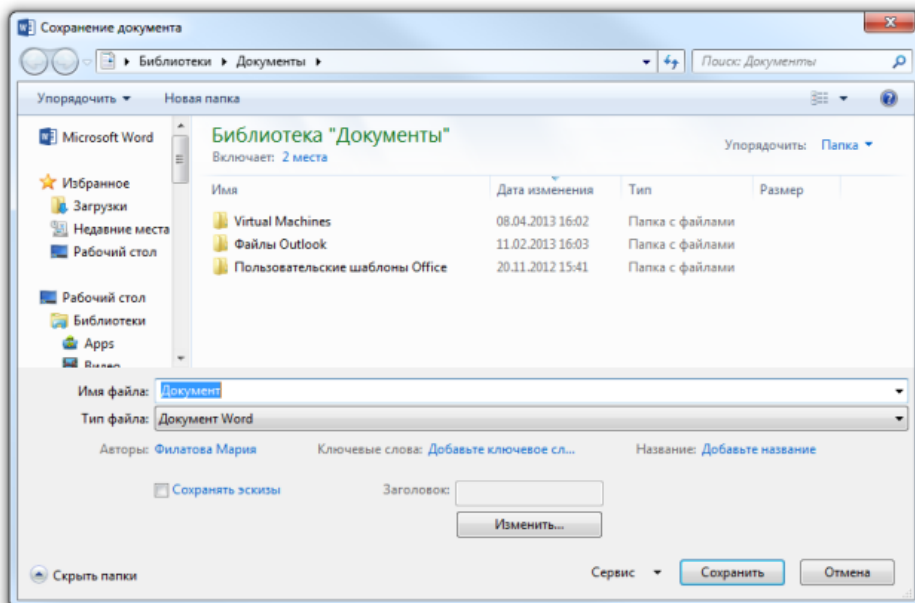 Сохранение документа
Библиотеки Документы
Поиск: Документы
Упорядочить Новая папка
Microsoft Word
Избранное
Загрузки
Недавние места
Рабочий стол
Рабочий стол
Библиотеки
Apps
Видео
Библиотека "Документы"
Включает: 2 места
Упорядочить: Папка
Имя Дата изменения Тип Размер
Virtual Machines 08.04.2013 16:02 Папка с файлами
Файлы Outlook 11.02.2013 16:03 Папка с файлами
Пользовательские шаблоны Office 20.11.2012 15:41 Папка с файлами
Имя файла: Документ
Тип файла: Документ Word
Авторы: Филатова Мария Ключевые слова: Добавьте ключевое сл... Название: Добавьте название
Сохранять эскизы Заголовок:
Изменить...
Скрыть папки Сервис Сохранить Отмена